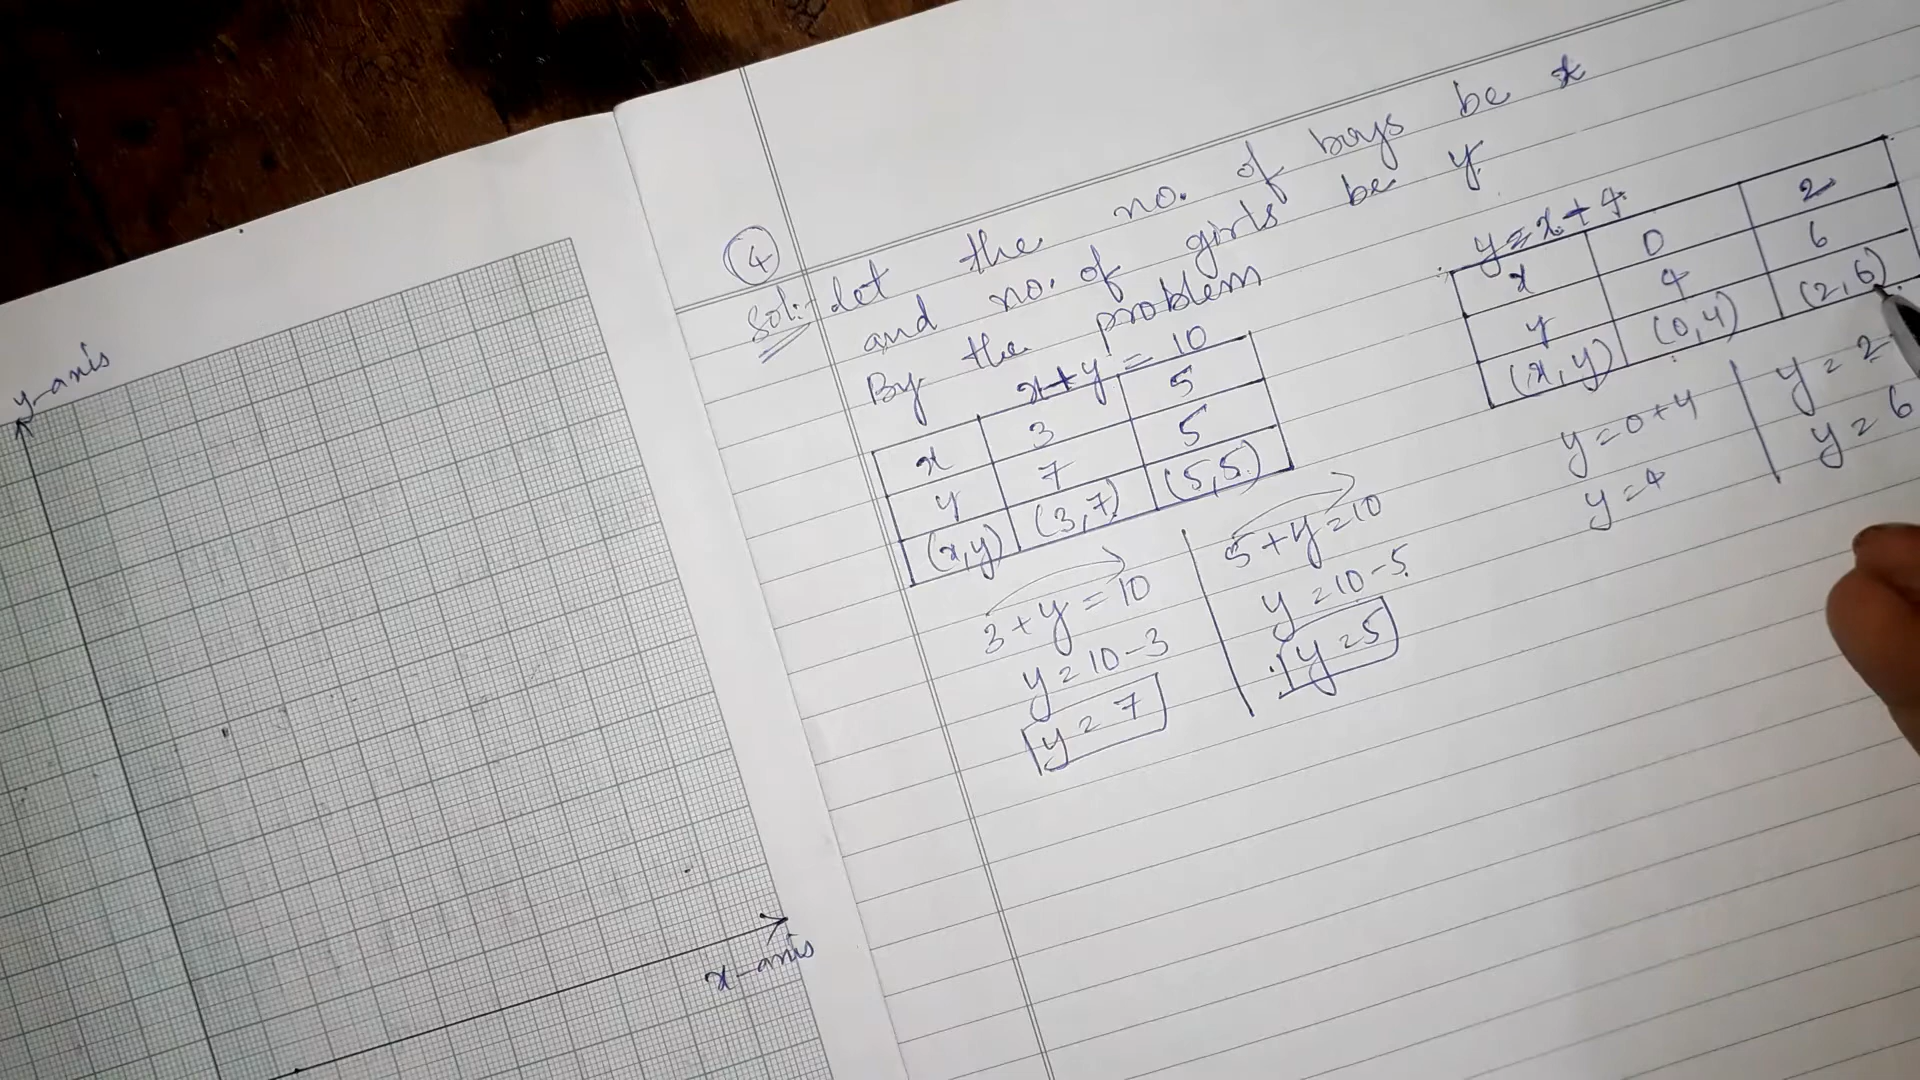 ④
Sol:- Let the no. of boys be x
and no. of girls be y.
By the problem
x+y = 10
x 3 5
y 7 5
(x,y) (3,7) (5,5)
3+y=10
y=10-3
y=7
5+y=10
y=10-5
y=5
y=x+4
x 0 2
y 4 6
(x,y) (0,4) (2,6)
y=0+4
y=4
y=2
y=6
y-axis
x-axis